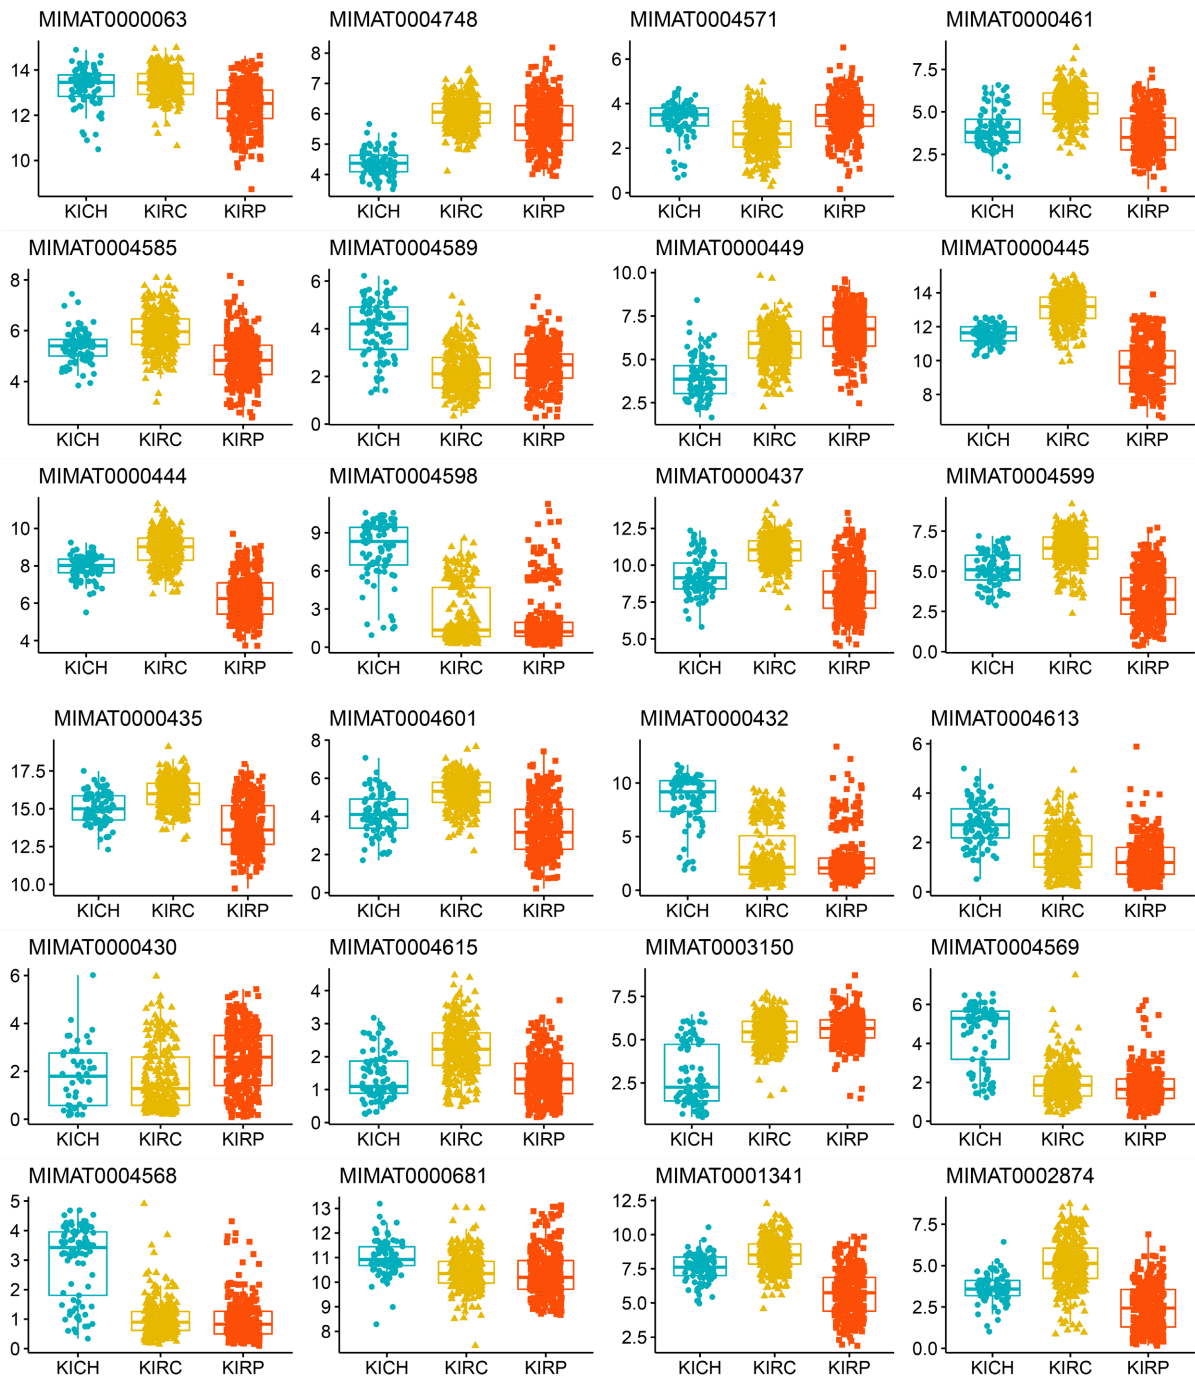 MIMAT0000063 MIMAT0004748 MIMAT0004571 MIMAT0000461
14 12 10
8 7 6 5 4
6 4 2 0
7.5 5.0 2.5
KICH KIRC KIRP KICH KIRC KIRP KICH KIRC KIRP KICH KIRC KIRP
MIMAT0004585 MIMAT0004589 MIMAT0000449 MIMAT0000445
8 6 4
6 4 2 0
10.0 7.5 5.0 2.5
14 12 10 8
KICH KIRC KIRP KICH KIRC KIRP KICH KIRC KIRP KICH KIRC KIRP
MIMAT0000444 MIMAT0004598 MIMAT0000437 MIMAT0004599
10 8 6 4
9 6 3 0
12.5 10.0 7.5 5.0
7.5 5.0 2.5 0.0
KICH KIRC KIRP KICH KIRC KIRP KICH KIRC KIRP KICH KIRC KIRP
MIMAT0000435 MIMAT0004601 MIMAT0000432 MIMAT0004613
17.5 15.0 12.5 10.0
8 6 4 2 0
10 5 0
6 4 2 0
KICH KIRC KIRP KICH KIRC KIRP KICH KIRC KIRP KICH KIRC KIRP
MIMAT0000430 MIMAT0004615 MIMAT0003150 MIMAT0004569
6 4 2 0
4 3 2 1 0
7.5 5.0 2.5
6 4 2 0
KICH KIRC KIRP KICH KIRC KIRP KICH KIRC KIRP KICH KIRC KIRP
MIMAT0004568 MIMAT0000681 MIMAT0001341 MIMAT0002874
5 4 3 2 1 0
13 12 11 10 9 8
12.5 10.0 7.5 5.0 2.5
7.5 5.0 2.5 0.0
KICH KIRC KIRP KICH KIRC KIRP KICH KIRC KIRP KICH KIRC KIRP